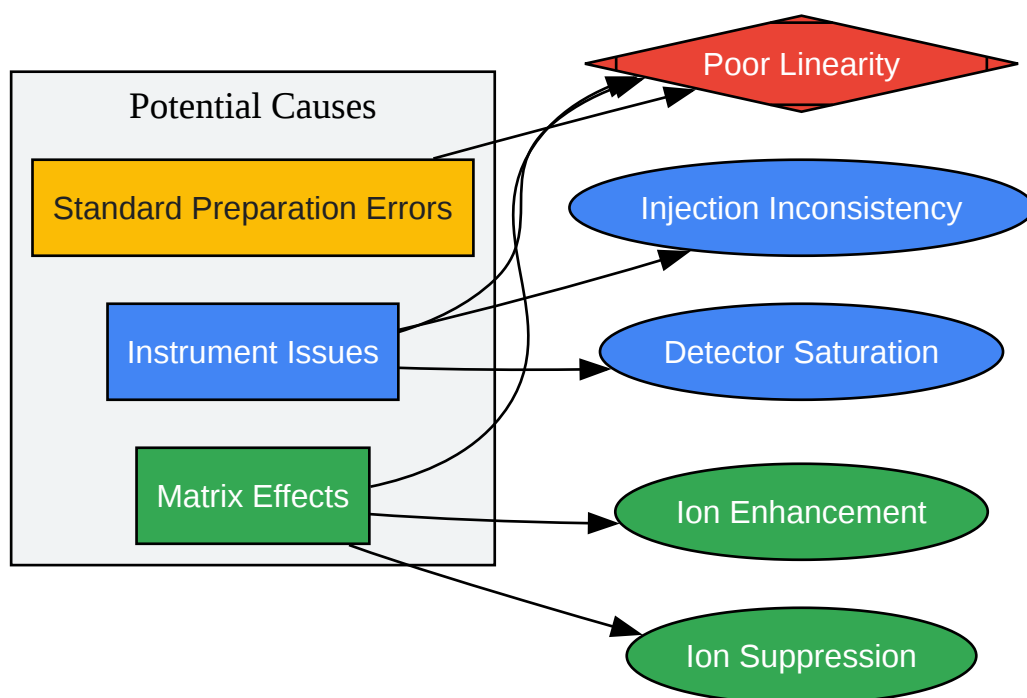 Potential Causes
Standard Preparation Errors
Instrument Issues
Matrix Effects
Poor Linearity
Injection Inconsistency
Detector Saturation
Ion Enhancement
Ion Suppression